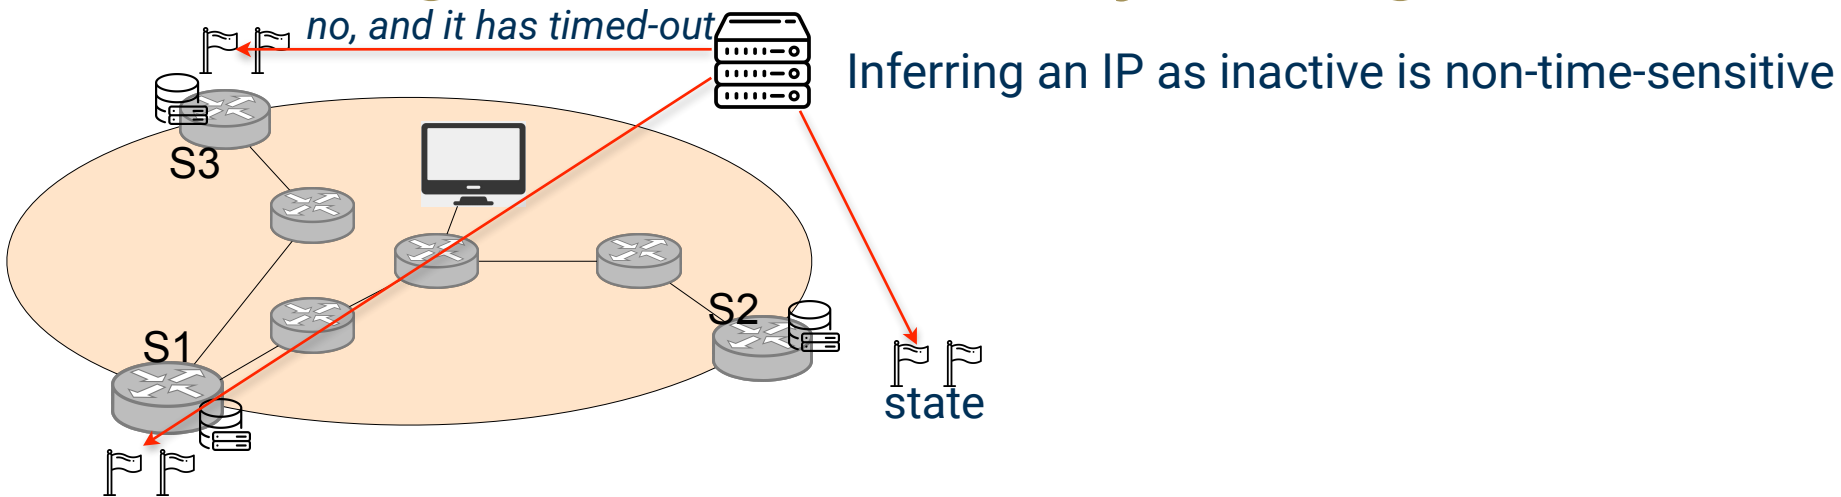 no, and it has timed-out
Inferring an IP as inactive is non-time-sensitive
S3
S2
S1
state